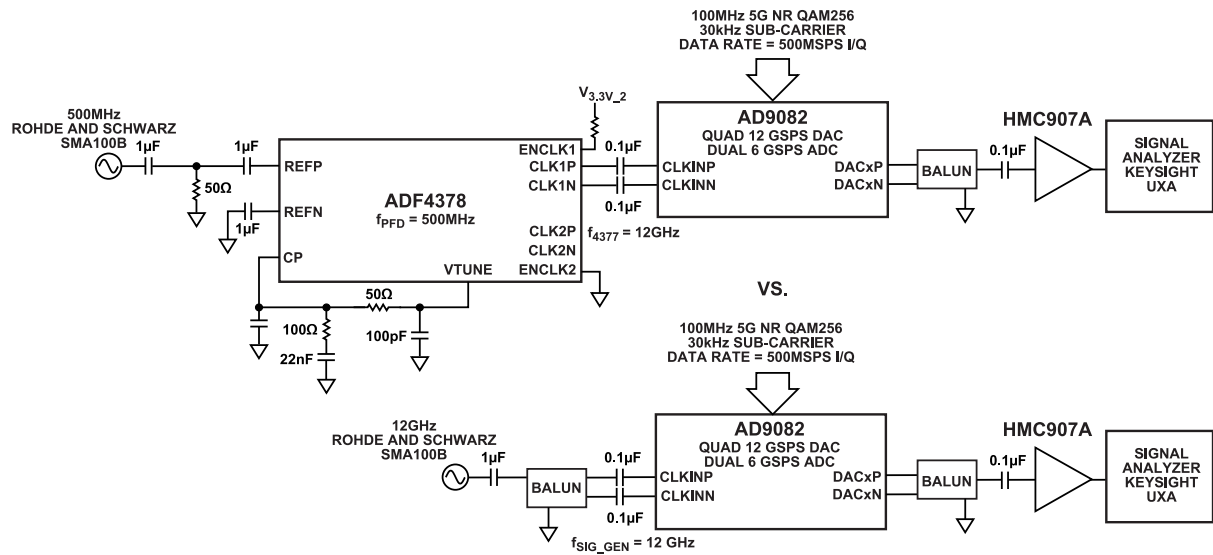 100MHz 5G NR QAM256
30kHz SUB-CARRIER
DATA RATE = 500MSPS I/Q
500MHz
ROHDE AND SCHWARZ
SMA100B
1µF
1µF
50Ω
1µF
REFP
REFN
CP
ADF4378
fPFD = 500MHz
VTUNE
ENCLK1
CLK1P
CLK1N
CLK2P
CLK2N
ENCLK2
V3.3V_2
0.1µF
0.1µF
f4377 = 12GHz
50Ω
100Ω
22nF
100pF
AD9082
QUAD 12 GSPS DAC
DUAL 6 GSPS ADC
CLKINP
CLKINN
DACxP
DACxN
BALUN
0.1µF
HMC907A
SIGNAL
ANALYZER
KEYSIGHT
UXA
VS.
100MHz 5G NR QAM256
30kHz SUB-CARRIER
DATA RATE = 500MSPS I/Q
12GHz
ROHDE AND SCHWARZ
SMA100B
1µF
BALUN
0.1µF
0.1µF
fSIG_GEN = 12 GHz
AD9082
QUAD 12 GSPS DAC
DUAL 6 GSPS ADC
CLKINP
CLKINN
DACxP
DACxN
BALUN
0.1µF
HMC907A
SIGNAL
ANALYZER
KEYSIGHT
UXA